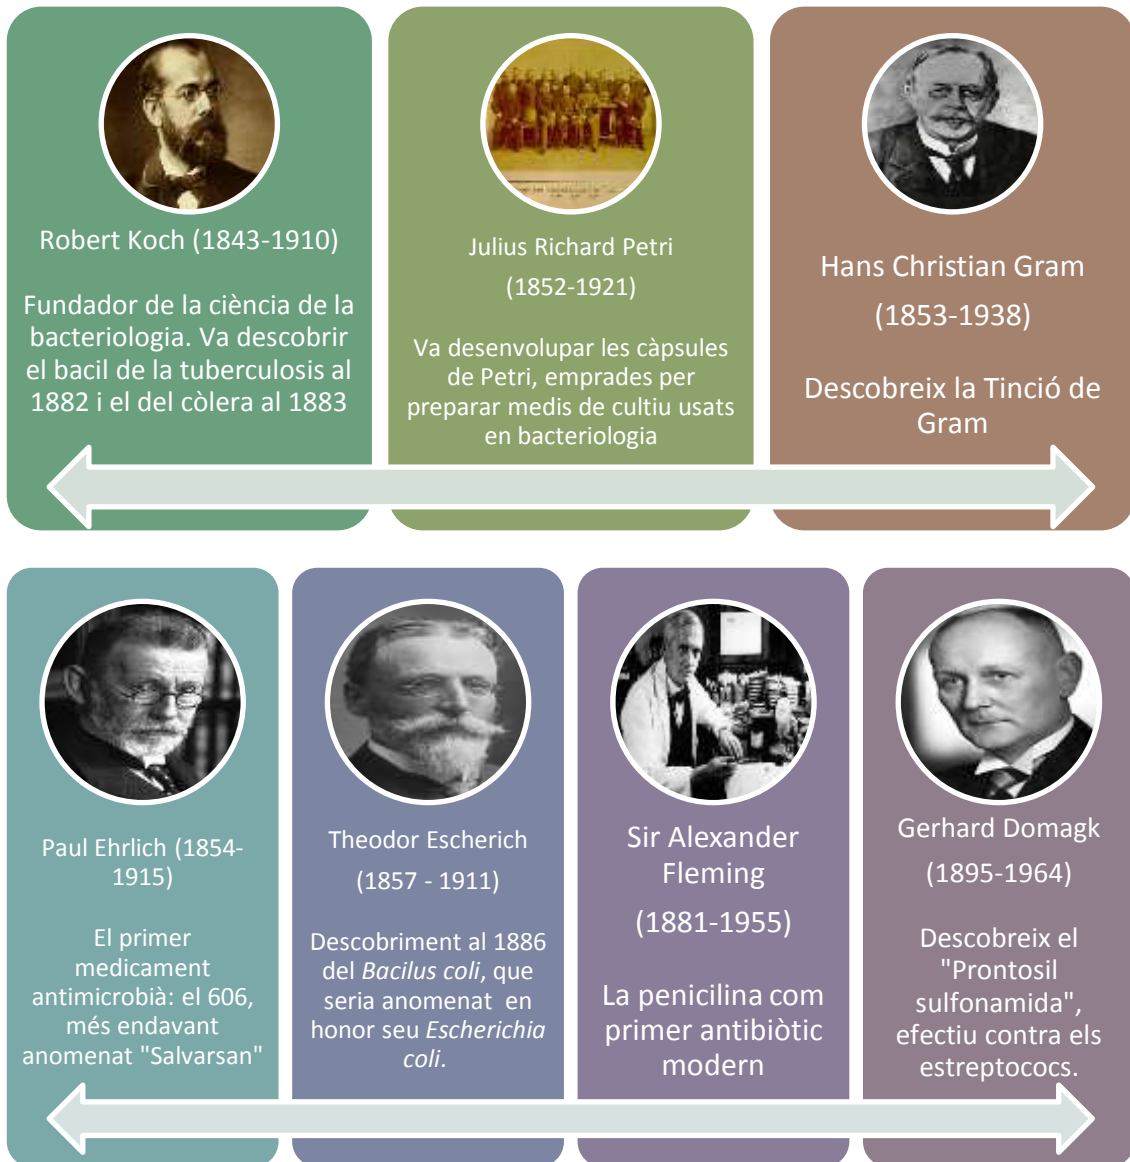 Robert Koch (1843-1910)
Fundador de la ciència de la
bacteriologia. Va descobrir
el bacil de la tuberculosis al
1882 i el del còlera al 1883
Julius Richard Petri
(1852-1921)
Va desenvolupar les càpsules
de Petri, emprades per
preparar medis de cultiu usats
en bacteriologia
Hans Christian Gram
(1853-1938)
Descobreix la Tinció de
Gram
Paul Ehrlich (1854-
1915)
El primer
medicament
antimicrobià: el 606,
més endavant
anomenat "Salvarsan"
Theodor Escherich
(1857 - 1911)
Descobriment al 1886
del Bacilus coli, que
seria anomenat en
honor seu Escherichia
coli.
Sir Alexander
Fleming
(1881-1955)
La penicilina com
primer antibiòtic
modern
Gerhard Domagk
(1895-1964)
Descobreix el
"Prontosil
sulfonamida",
efectiu contra els
estreptococs.